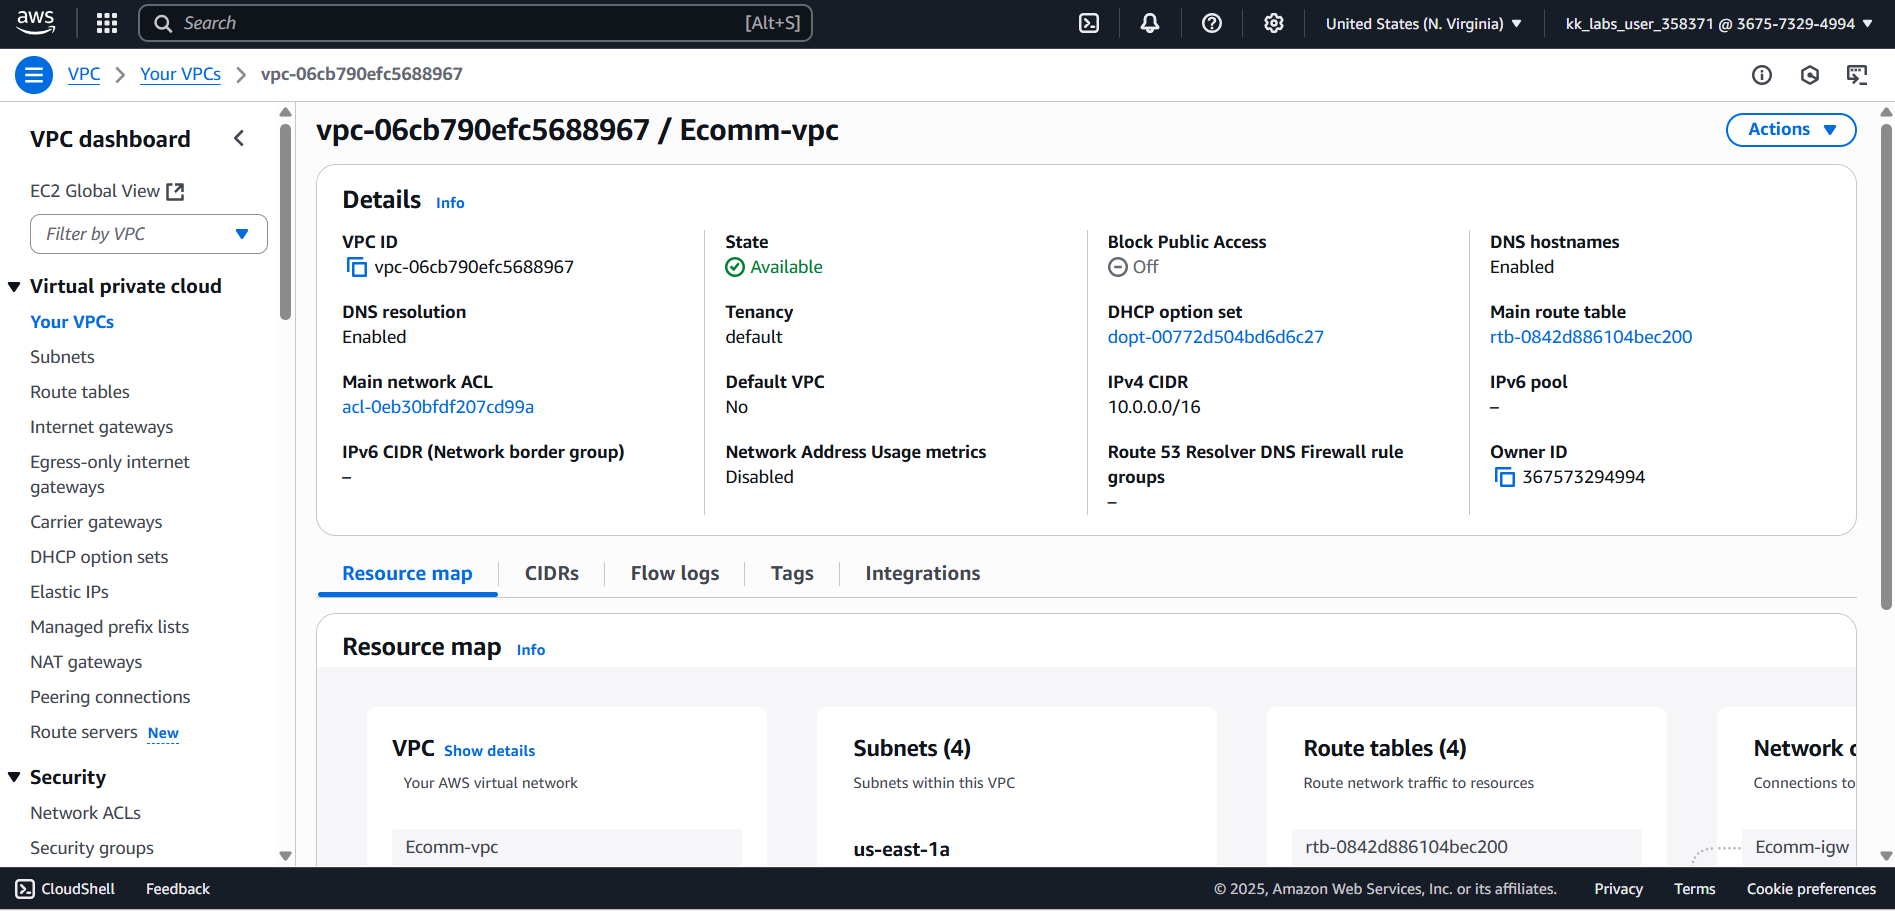 aws
Search
[Alt+S]
United States (N. Virginia)
kk_labs_user_358371 @ 3675-7329-4994
VPC
Your VPCs
vpc-06cb790efc5688967
VPC dashboard
EC2 Global View
Filter by VPC
Virtual private cloud
Your VPCs
Subnets
Route tables
Internet gateways
Egress-only internet
gateways
Carrier gateways
DHCP option sets
Elastic IPs
Managed prefix lists
NAT gateways
Peering connections
Route servers New
Security
Network ACLs
Security groups
vpc-06cb790efc5688967 / Ecomm-vpc
Actions
Details Info
VPC ID
vpc-06cb790efc5688967
State
Available
Block Public Access
Off
DNS hostnames
Enabled
DNS resolution
Enabled
Tenancy
default
DHCP option set
dopt-00772d504bd6d6c27
Main route table
rtb-0842d886104bec200
Main network ACL
acl-0eb30bfdf207cd99a
Default VPC
No
IPv4 CIDR
10.0.0.0/16
IPv6 pool
–
IPv6 CIDR (Network border group)
–
Network Address Usage metrics
Disabled
Route 53 Resolver DNS Firewall rule
groups
–
Owner ID
367573294994
Resource map
CIDRs
Flow logs
Tags
Integrations
Resource map Info
VPC Show details
Your AWS virtual network
Ecomm-vpc
Subnets (4)
Subnets within this VPC
us-east-1a
Route tables (4)
Route network traffic to resources
rtb-0842d886104bec200
Network c
Connections to
Ecomm-igw
CloudShell
Feedback
© 2025, Amazon Web Services, Inc. or its affiliates.
Privacy
Terms
Cookie preferences